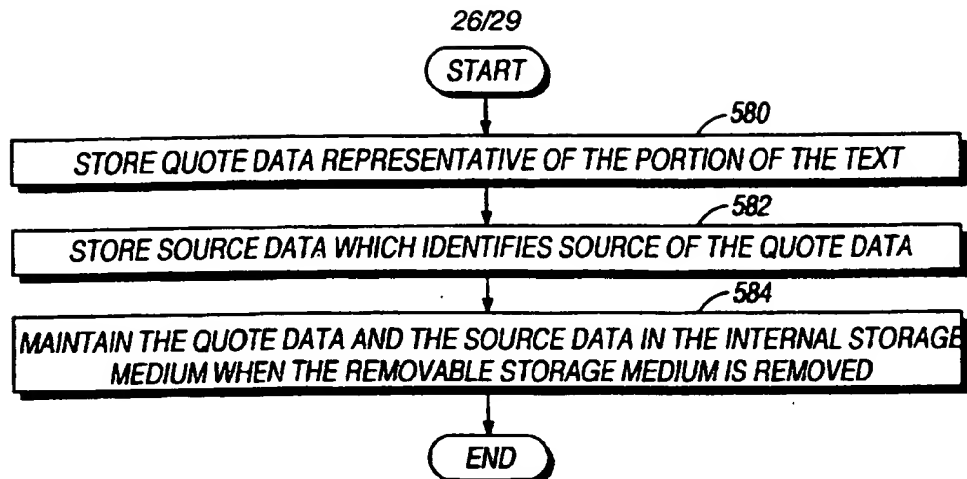 26/29
START
580
STORE QUOTE DATA REPRESENTATIVE OF THE PORTION OF THE TEXT
582
STORE SOURCE DATA WHICH IDENTIFIES SOURCE OF THE QUOTE DATA
584
MAINTAIN THE QUOTE DATA AND THE SOURCE DATA IN THE INTERNAL STORAGE
MEDIUM WHEN THE REMOVABLE STORAGE MEDIUM IS REMOVED
END